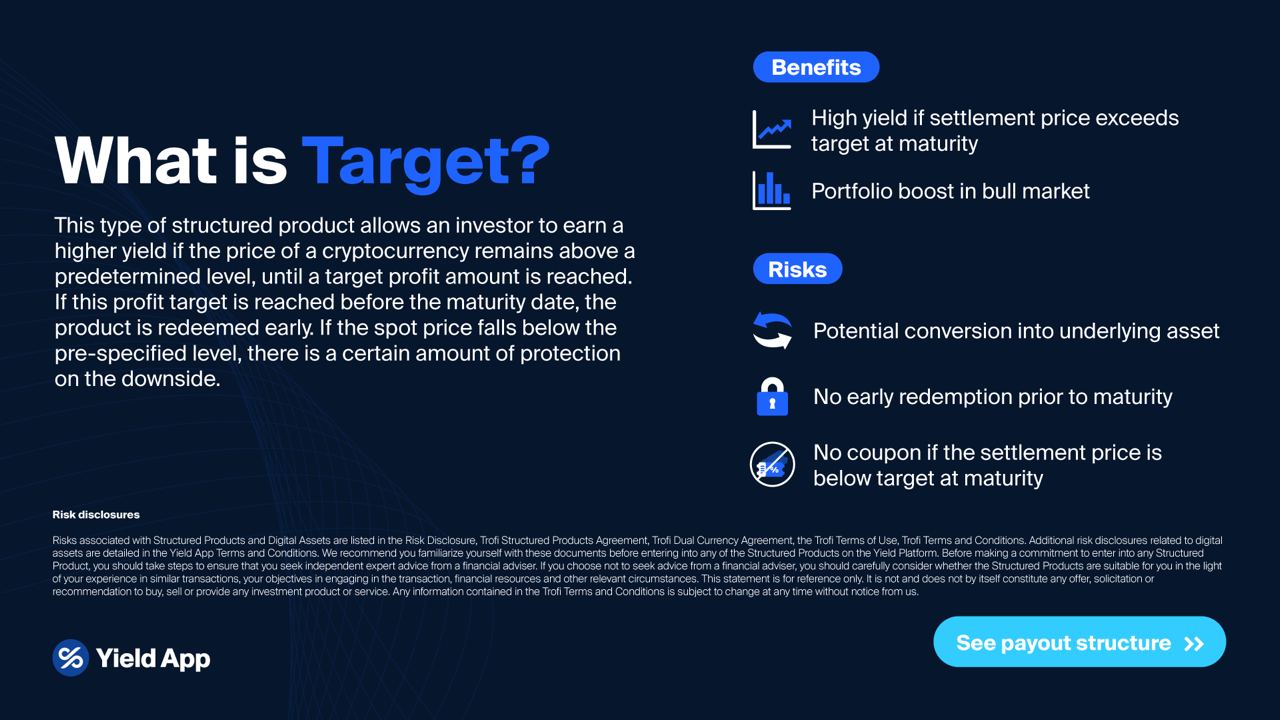 What is Target?
This type of structured product allows an investor to earn a
higher yield if the price of a cryptocurrency remains above a
predetermined level, until a target profit amount is reached.
If this profit target is reached before the maturity date, the
product is redeemed early. If the spot price falls below the
pre-specified level, there is a certain amount of protection
on the downside.
Benefits
High yield if settlement price exceeds
target at maturity
Portfolio boost in bull market
Risks
Potential conversion into underlying asset
No early redemption prior to maturity
No coupon if the settlement price is
below target at maturity
Risk disclosures
Risks associated with Structured Products and Digital Assets are listed in the Risk Disclosure, Trofi Structured Products Agreement, Trofi Dual Currency Agreement, the Trofi Terms of Use, Trofi Terms and Conditions. Additional risk disclosures related to digital
assets are detailed in the Yield App Terms and Conditions. We recommend you familiarize yourself with these documents before entering into any of the Structured Products on the Yield Platform. Before making a commitment to enter into any Structured
Product, you should take steps to ensure that you seek independent expert advice from a financial adviser. If you choose not to seek advice from a financial adviser, you should carefully consider whether the Structured Products are suitable for you in the light
of your experience in similar transactions, your objectives in engaging in the transaction, financial resources and other relevant circumstances. This statement is for reference only. It is not and does not by itself constitute any offer, solicitation or
recommendation to buy, sell or provide any investment product or service. Any information contained in the Trofi Terms and Conditions is subject to change at any time without notice from us.
Yield App
See payout structure